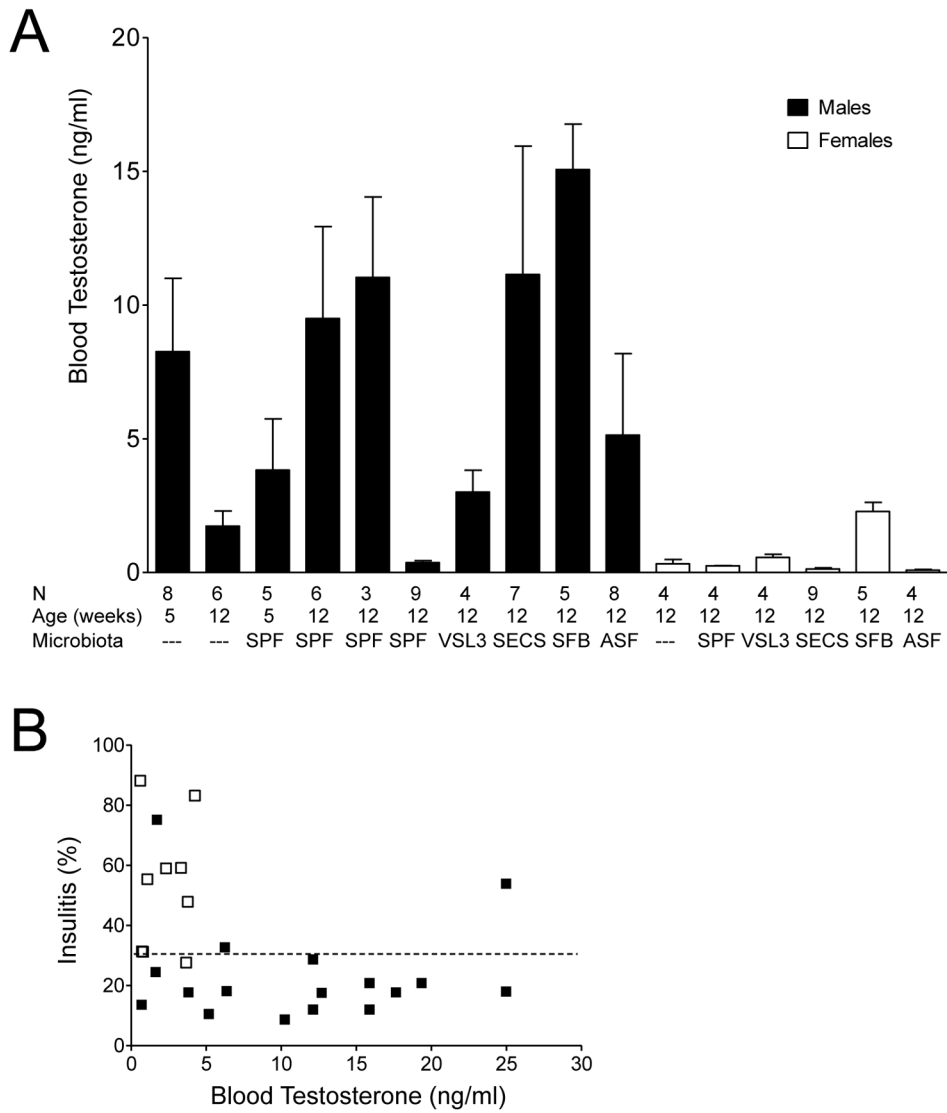 A
20
15
10
5
0
Blood Testosterone (ng/ml)
Males
Females
N 8 6 5 6 3 9 4 7 5 8 4 4 4 9 5 4
Age (weeks) 5 12 5 12 12 12 12 12 12 12 12 12 12 12 12 12
Microbiota --- --- SPF SPF SPF SPF VSL3 SECS SFB ASF --- SPF VSL3 SECS SFB ASF
B
100
80
60
40
20
0
Insulitis (%)
0 5 10 15 20 25 30
Blood Testosterone (ng/ml)